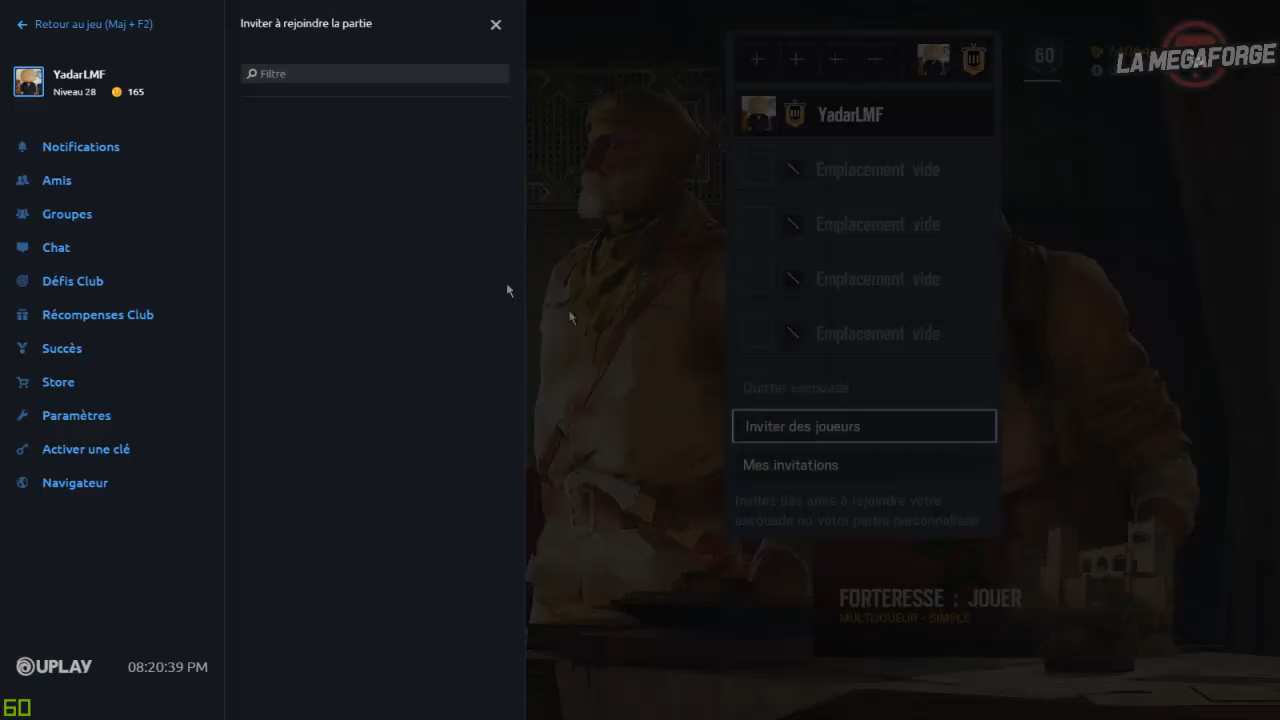 Retour au jeu (Maj + F2)
YadarLMF
Niveau 28 165
Notifications
Amis
Groupes
Chat
Défis Club
Récompenses Club
Succès
Store
Paramètres
Activer une clé
Navigateur
UPLAY 08:20:39 PM
60
Inviter à rejoindre la partie
Filtre
60
LA MEGAFORGE
YadarLMF
Emplacement vide
Emplacement vide
Emplacement vide
Emplacement vide
Quitter escouade
Inviter des joueurs
Mes invitations
Invitez des amis à rejoindre votre
escouade ou votre partie personnalisée
FORTERESSE : JOUER
MULTIJOUEUR - SIMPLE